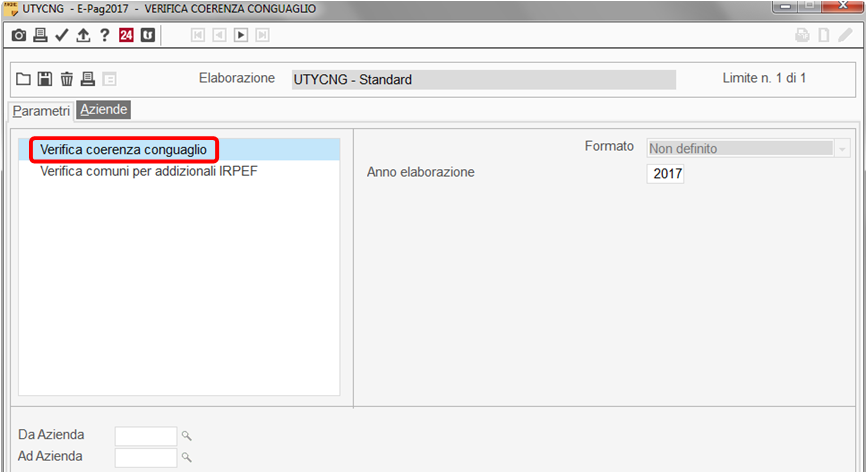 UTYCNG - E-Pag2017 - VERIFICA COERENZA CONGUAGLIO
? 24 U
Elaborazione UTYCNG - Standard Limite n. 1 di 1
Parametri Aziende
Verifica coerenza conguaglio Formato Non definito
Verifica comuni per addizionali IRPEF Anno elaborazione 2017
Da Azienda
Ad Azienda